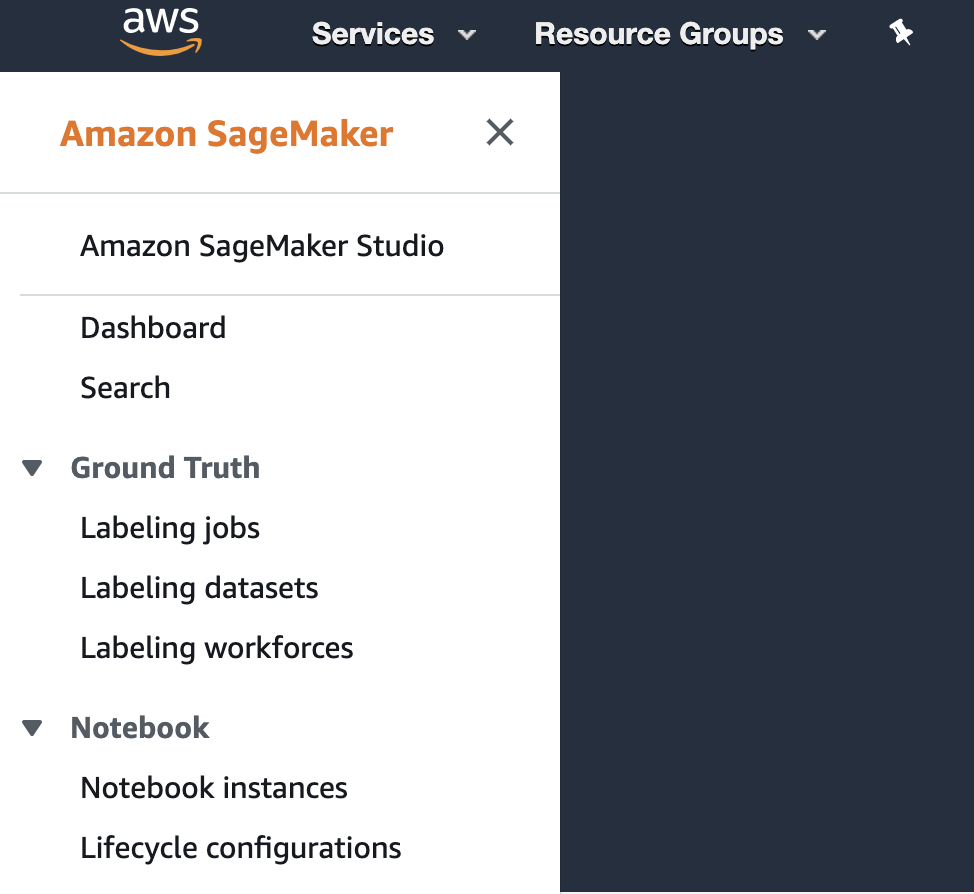 aws
Services Resource Groups
Amazon SageMaker
Amazon SageMaker Studio
Dashboard
Search
Ground Truth
Labeling jobs
Labeling datasets
Labeling workforces
Notebook
Notebook instances
Lifecycle configurations